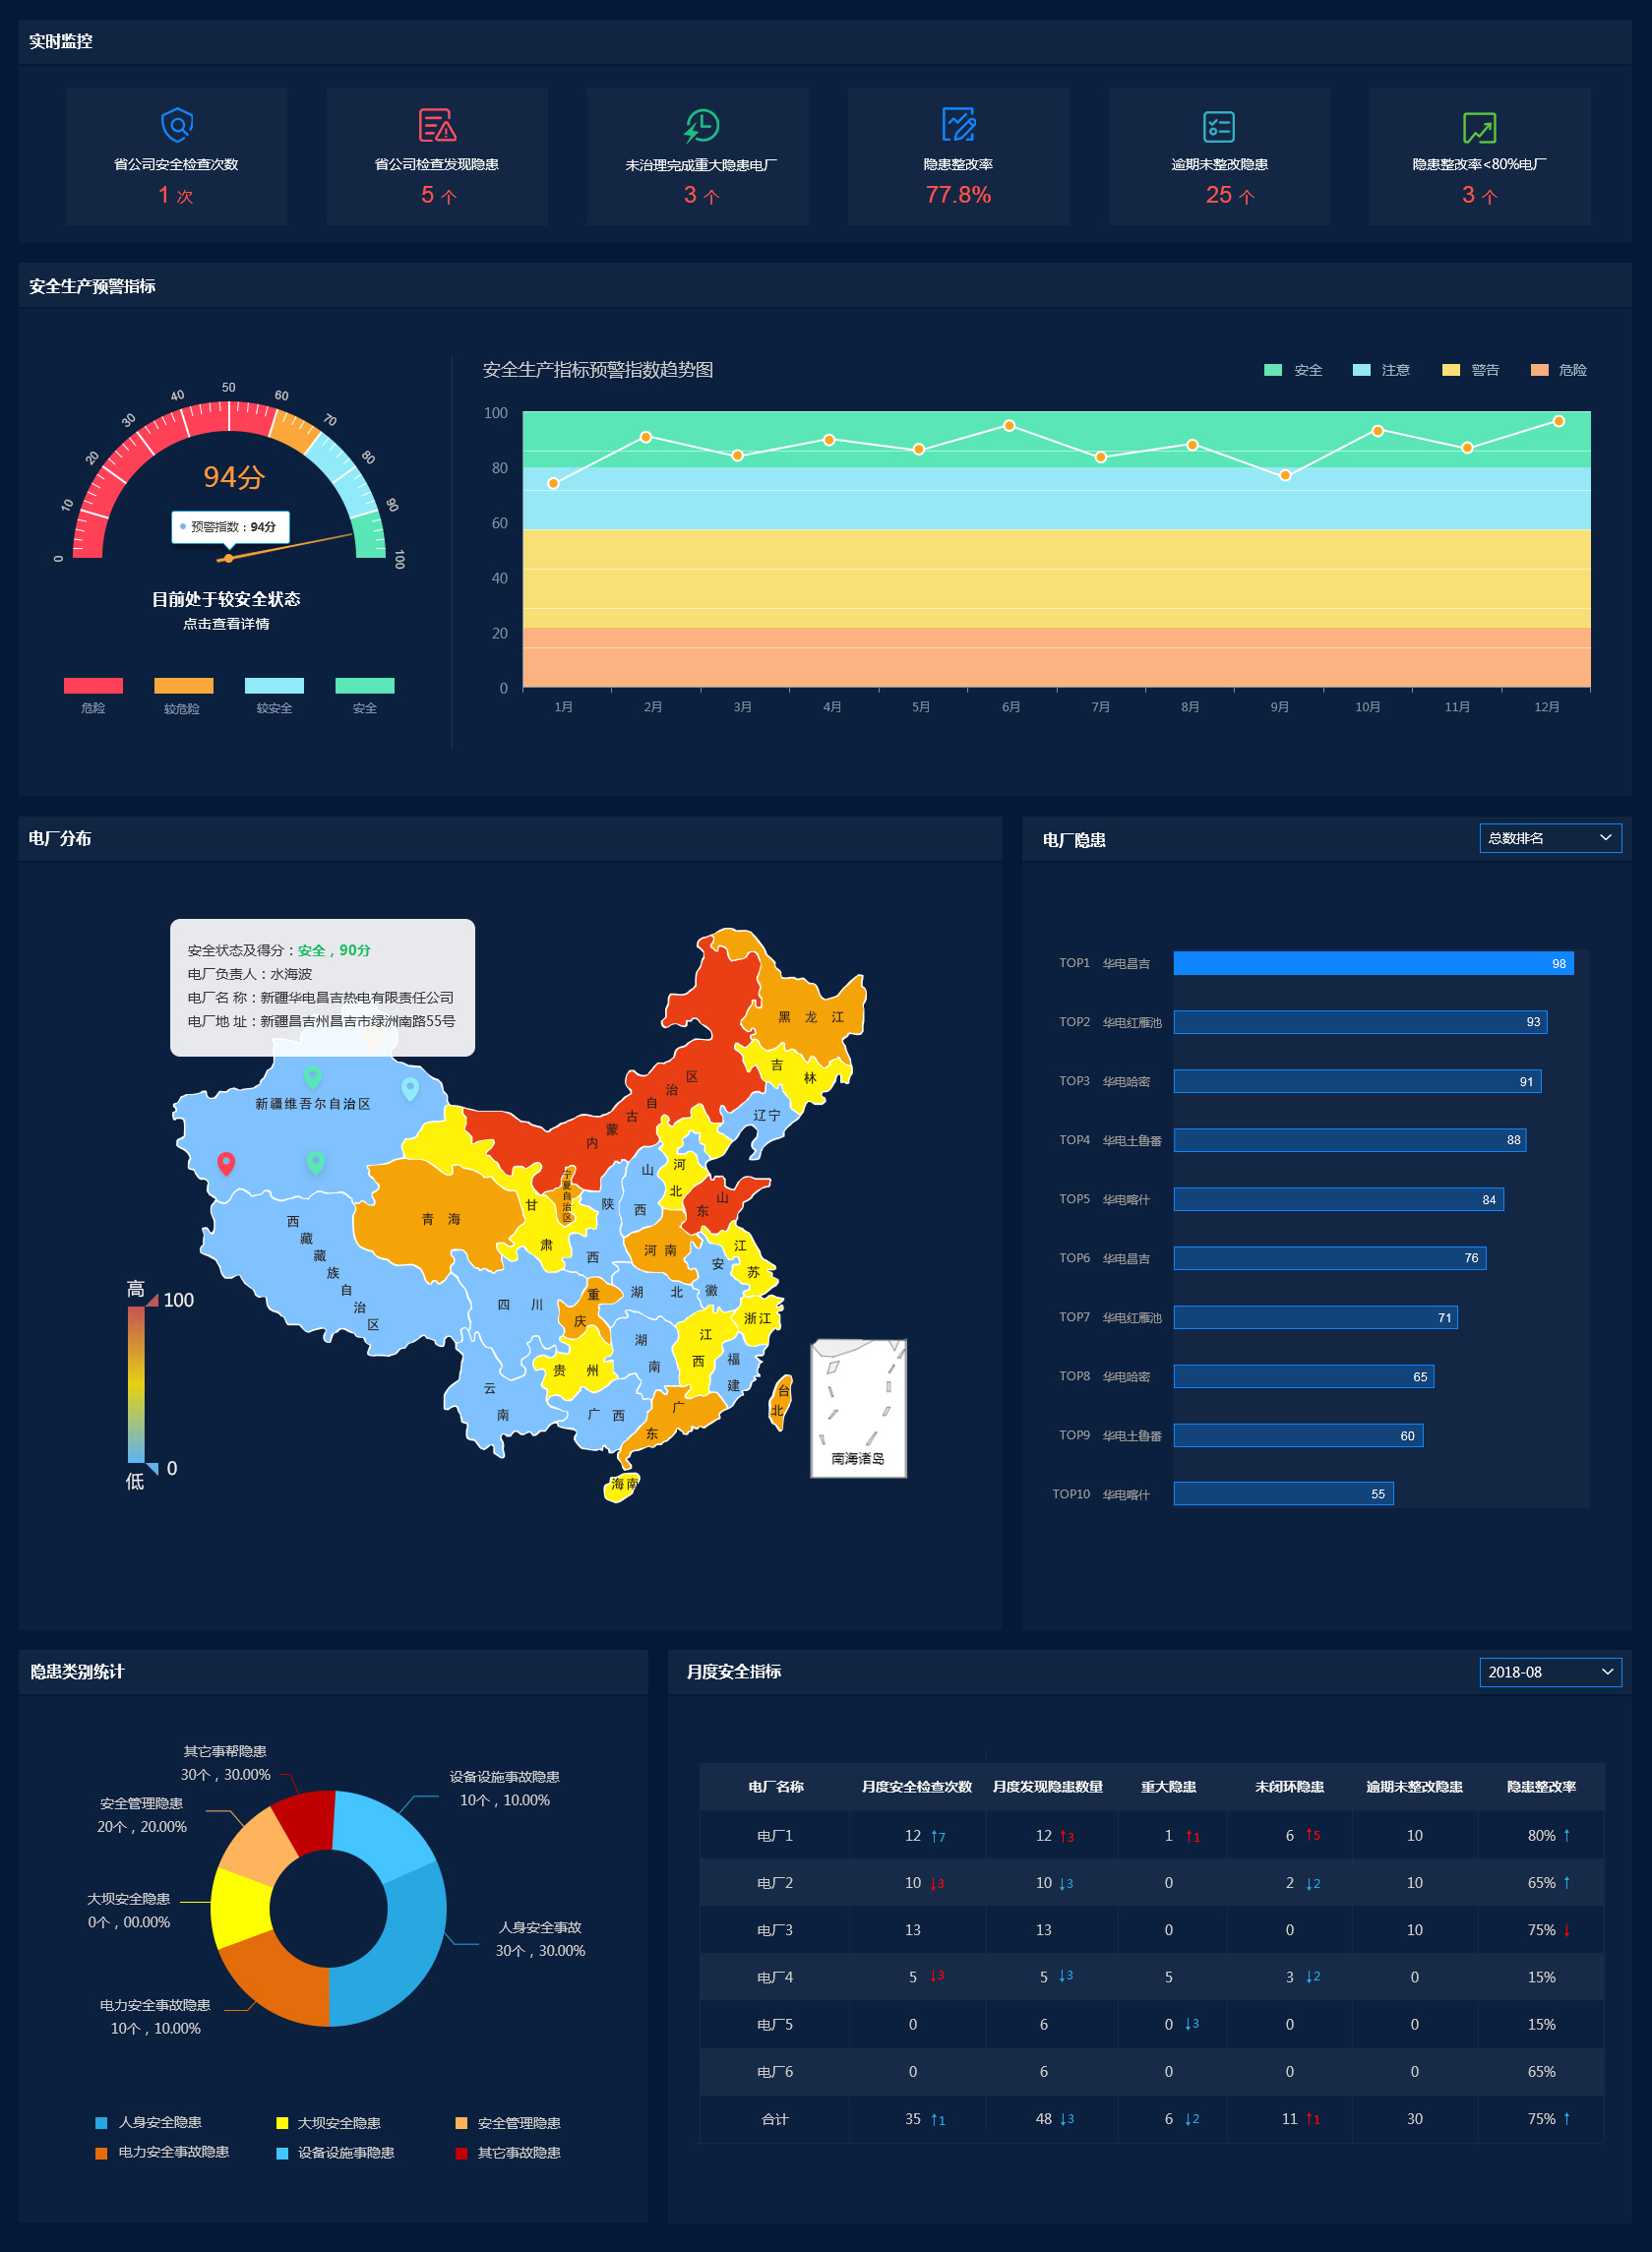 实时监控
省公司安全检查次数
1 次
省公司检查发现隐患
5 个
未治理完成重大隐患电厂
3 个
隐患整改率
77.8%
逾期未整改隐患
25 个
隐患整改率<80%电厂
3 个
安全生产预警指标
0
10
20
30
40
50
60
70
80
90
100
94分
预警指数：94分
目前处于较安全状态
点击查看详情
危险
较危险
较安全
安全
安全生产指标预警指数趋势图
安全
注意
警告
危险
100
80
60
40
20
0
1月 2月 3月 4月 5月 6月 7月 8月 9月 10月 11月 12月
电厂分布
安全状态及得分：安全，90分
电厂负责人：水海波
电厂名 称：新疆华电昌吉热电有限责任公司
电厂地 址：新疆昌吉州昌吉市绿洲南路55号
黑 龙 江
吉 林
辽宁
内蒙古自治区
新疆维吾尔自治区
西藏藏族自治区
青 海
甘肃
宁夏自治区
陕西
山西
河北
山东
河 南
江苏
安徽
四 川
重庆
湖 北
浙江
湖南
江西
福建
贵 州
云南
广 西
广东
台北
海南
南海诸岛
高
100
0
低
电厂隐患
总数排名
TOP1 华电昌吉 98
TOP2 华电红雁池 93
TOP3 华电哈密 91
TOP4 华电土鲁番 88
TOP5 华电喀什 84
TOP6 华电昌吉 76
TOP7 华电红雁池 71
TOP8 华电哈密 65
TOP9 华电土鲁番 60
TOP10 华电喀什 55
隐患类别统计
其它事帮隐患
30个，30.00%
设备设施事故隐患
10个，10.00%
安全管理隐患
20个，20.00%
大坝安全隐患
0个，00.00%
人身安全事故
30个，30.00%
电力安全事故隐患
10个，10.00%
人身安全隐患
大坝安全隐患
安全管理隐患
电力安全事故隐患
设备设施事隐患
其它事故隐患
月度安全指标
2018-08
电厂名称 月度安全检查次数 月度发现隐患数量 重大隐患 未闭环隐患 逾期未整改隐患 隐患整改率
电厂1 12 ↑7 12 ↑3 1 ↑1 6 ↑5 10 80% ↑
电厂2 10 ↓3 10 ↓3 0 2 ↓2 10 65% ↑
电厂3 13 13 0 0 10 75% ↓
电厂4 5 ↓3 5 ↓3 5 3 ↓2 0 15%
电厂5 0 6 0 ↓3 0 0 15%
电厂6 0 6 0 0 0 65%
合计 35 ↑1 48 ↓3 6 ↓2 11 ↑1 30 75% ↑